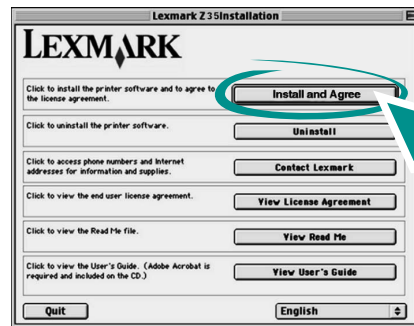 Lexmark Z35Installation
LEXMARK
Click to install the printer software and to agree to
the license agreement.
Install and Agree
Click to uninstall the printer software.
Uninstall
Click to access phone numbers and Internet
addresses for information and supplies.
Contact Lexmark
Click to view the end user license agreement.
View License Agreement
Click to view the Read Me file.
View Read Me
Click to view the User's Guide. (Adobe Acrobat is
required and included on the CD.)
View User's Guide
Quit
English